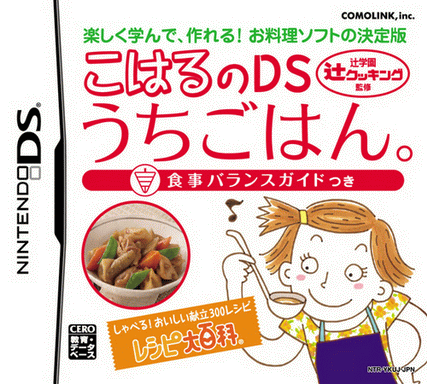 COMOLINK, inc.
楽しく学んで、作れる! お料理ソフトの決定版
こはるのDS
辻学園
辻クッキング
監修
うちごはん。
食事バランスガイドつき
NINTENDO DS™
しゃべる!おいしい献立300レシピ
レシピ大百科®
CERO
教育・データベース
NTR-YKUJ-JPN